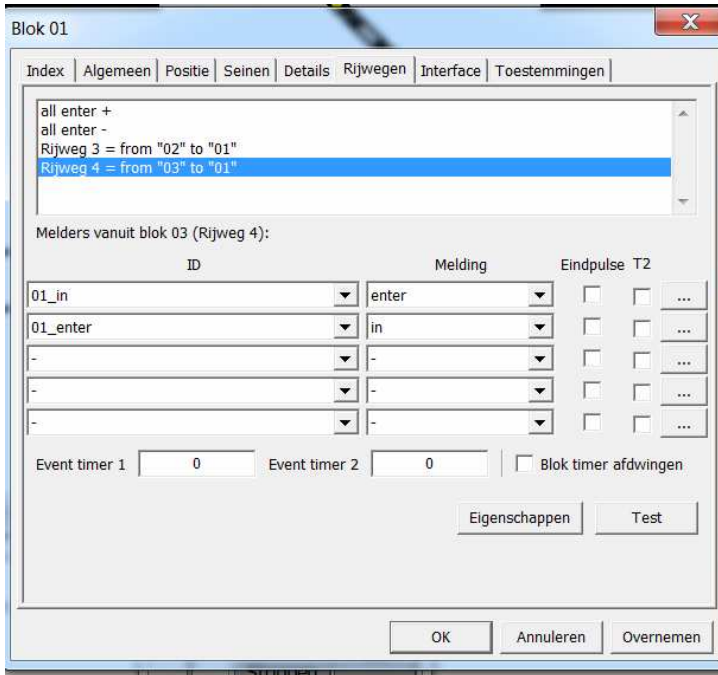 Blok 01
Index Algemeen Positie Seinen Details Rijwegen Interface Toestemmingen
all enter +
all enter -
Rijweg 3 = from "02" to "01"
Rijweg 4 = from "03" to "01"
Melders vanuit blok 03 (Rijweg 4):
ID Melding Eindpulse T2
01_in enter ...
01_enter in ...
- - ...
- - ...
- - ...
Event timer 1 0 Event timer 2 0 Blok timer afdwingen
Eigenschappen Test
OK Annuleren Overnemen